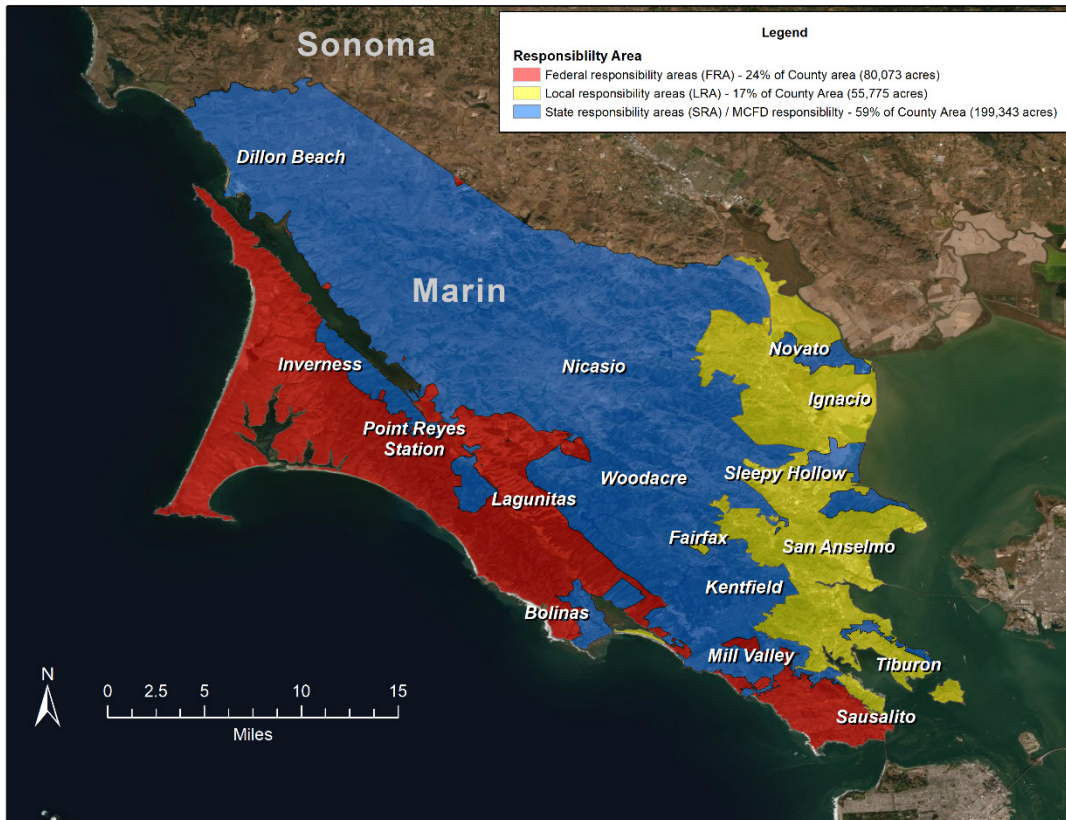 Sonoma
Legend
Responsiblilty Area
Federal responsibility areas (FRA) - 24% of County area (80,073 acres)
Local responsibility areas (LRA) - 17% of County Area (55,775 acres)
State responsibility areas (SRA) / MCFD responsiblity - 59% of County Area (199,343 acres)
Dillon Beach
Marin
Novato
Inverness
Nicasio
Ignacio
Point Reyes
Station
Woodacre
Sleepy Hollow
Lagunitas
Fairfax
San Anselmo
Kentfield
Bolinas
Mill Valley
Tiburon
Sausalito
N
0 2.5 5 10 15
Miles